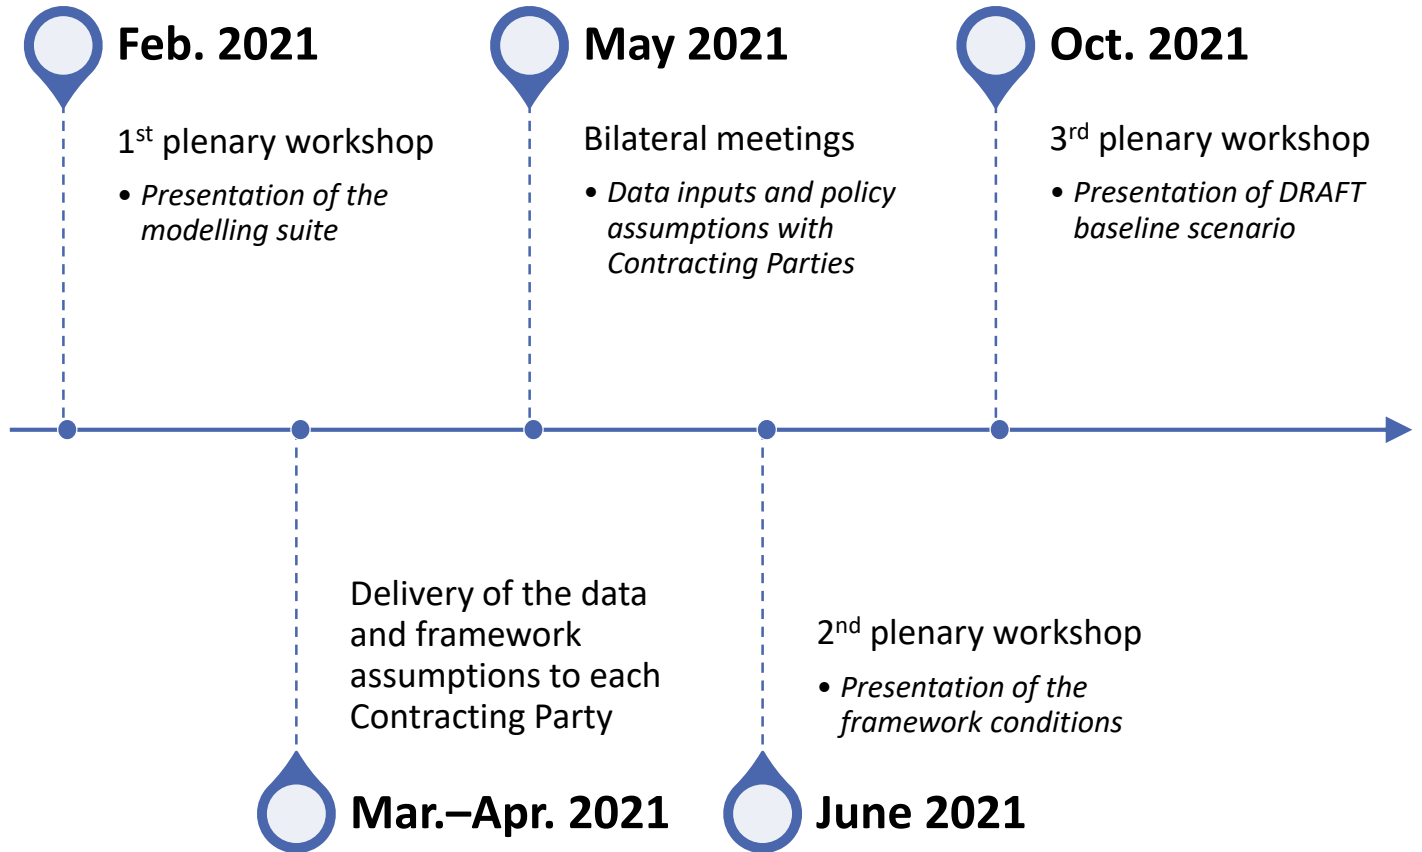 Feb. 2021
1st plenary workshop
• Presentation of the
modelling suite
May 2021
Bilateral meetings
• Data inputs and policy
assumptions with
Contracting Parties
Oct. 2021
3rd plenary workshop
• Presentation of DRAFT
baseline scenario
Delivery of the data
and framework
assumptions to each
Contracting Party
Mar.–Apr. 2021
2nd plenary workshop
• Presentation of the
framework conditions
June 2021